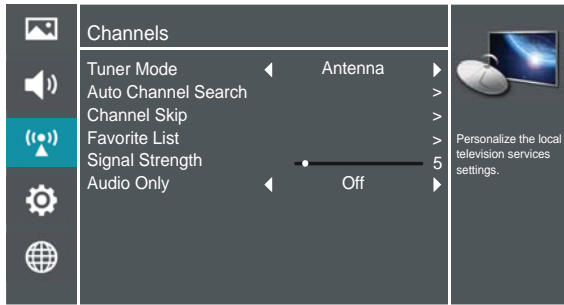 Channels
Tuner Mode Antenna
Auto Channel Search >
Channel Skip >
Favorite List >
Signal Strength 5
Audio Only Off
Personalize the local
television services
settings.